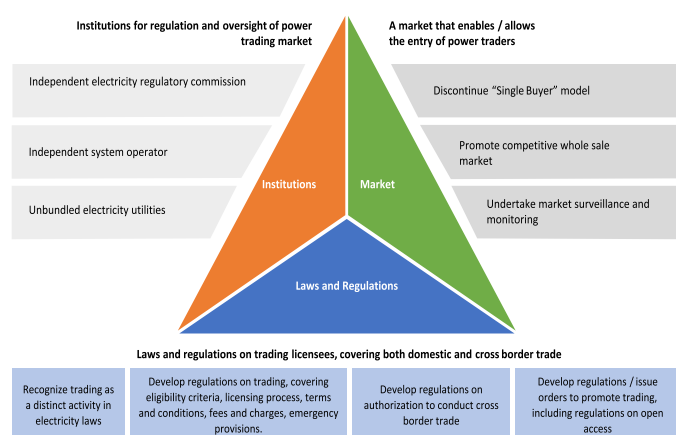 Institutions for regulation and oversight of power
trading market
A market that enables / allows
the entry of power traders
Independent electricity regulatory commission
Independent system operator
Unbundled electricity utilities
Discontinue “Single Buyer” model
Promote competitive whole sale
market
Undertake market surveillance and
monitoring
Institutions
Market
Laws and Regulations
Laws and regulations on trading licensees, covering both domestic and cross border trade
Recognize trading as
a distinct activity in
electricity laws
Develop regulations on trading, covering
eligibility criteria, licensing process, terms
and conditions, fees and charges, emergency
provisions.
Develop regulations on
authorization to conduct cross
border trade
Develop regulations / issue
orders to promote trading,
including regulations on open
access